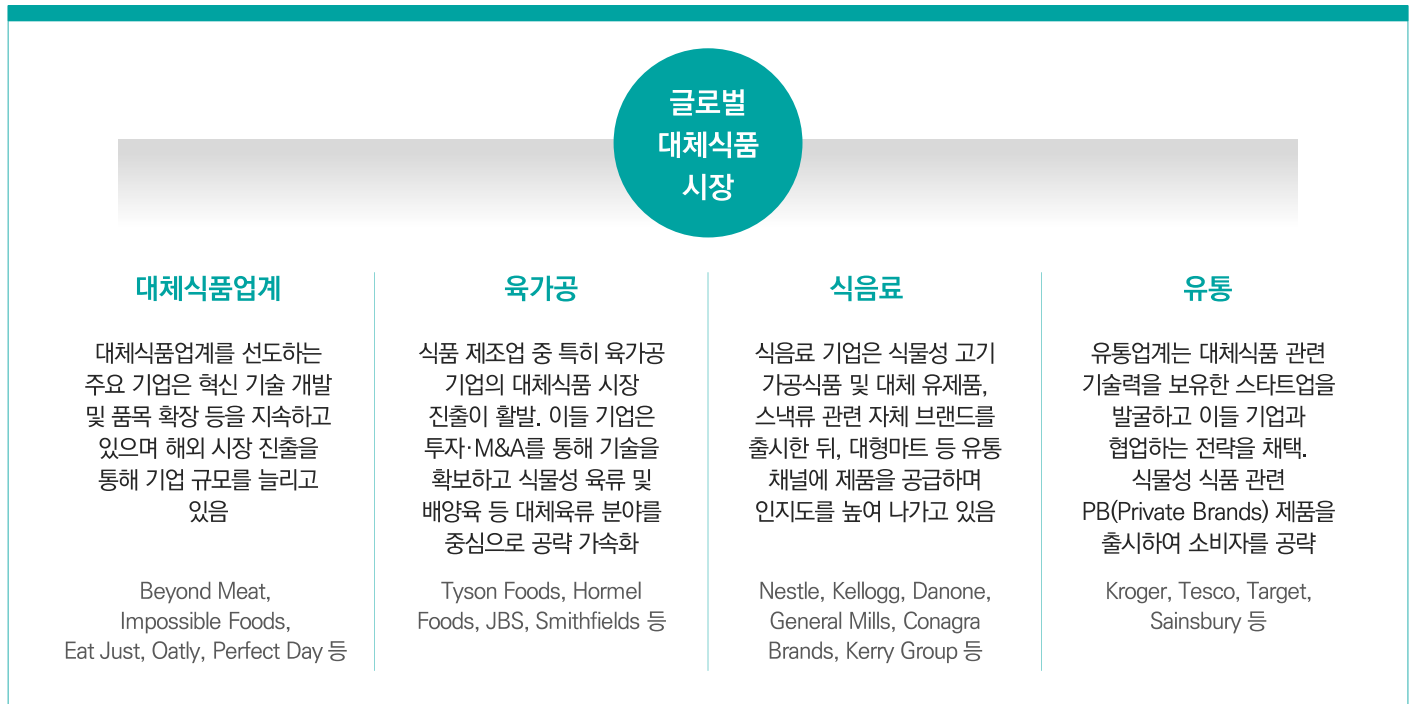 글로벌
대체식품
시장
대체식품업계
대체식품업계를 선도하는
주요 기업은 혁신 기술 개발
및 품목 확장 등을 지속하고
있으며 해외 시장 진출을
통해 기업 규모를 늘리고
있음
Beyond Meat,
Impossible Foods,
Eat Just, Oatly, Perfect Day 등
육가공
식품 제조업 중 특히 육가공
기업의 대체식품 시장
진출이 활발. 이들 기업은
투자·M&A를 통해 기술을
확보하고 식물성 육류 및
배양육 등 대체육류 분야를
중심으로 공략 가속화
Tyson Foods, Hormel
Foods, JBS, Smithfields 등
식음료
식음료 기업은 식물성 고기
가공식품 및 대체 유제품,
스낵류 관련 자체 브랜드를
출시한 뒤, 대형마트 등 유통
채널에 제품을 공급하며
인지도를 높여 나가고 있음
Nestle, Kellogg, Danone,
General Mills, Conagra
Brands, Kerry Group 등
유통
유통업계는 대체식품 관련
기술력을 보유한 스타트업을
발굴하고 이들 기업과
협업하는 전략을 채택.
식물성 식품 관련
PB(Private Brands) 제품을
출시하여 소비자를 공략
Kroger, Tesco, Target,
Sainsbury 등